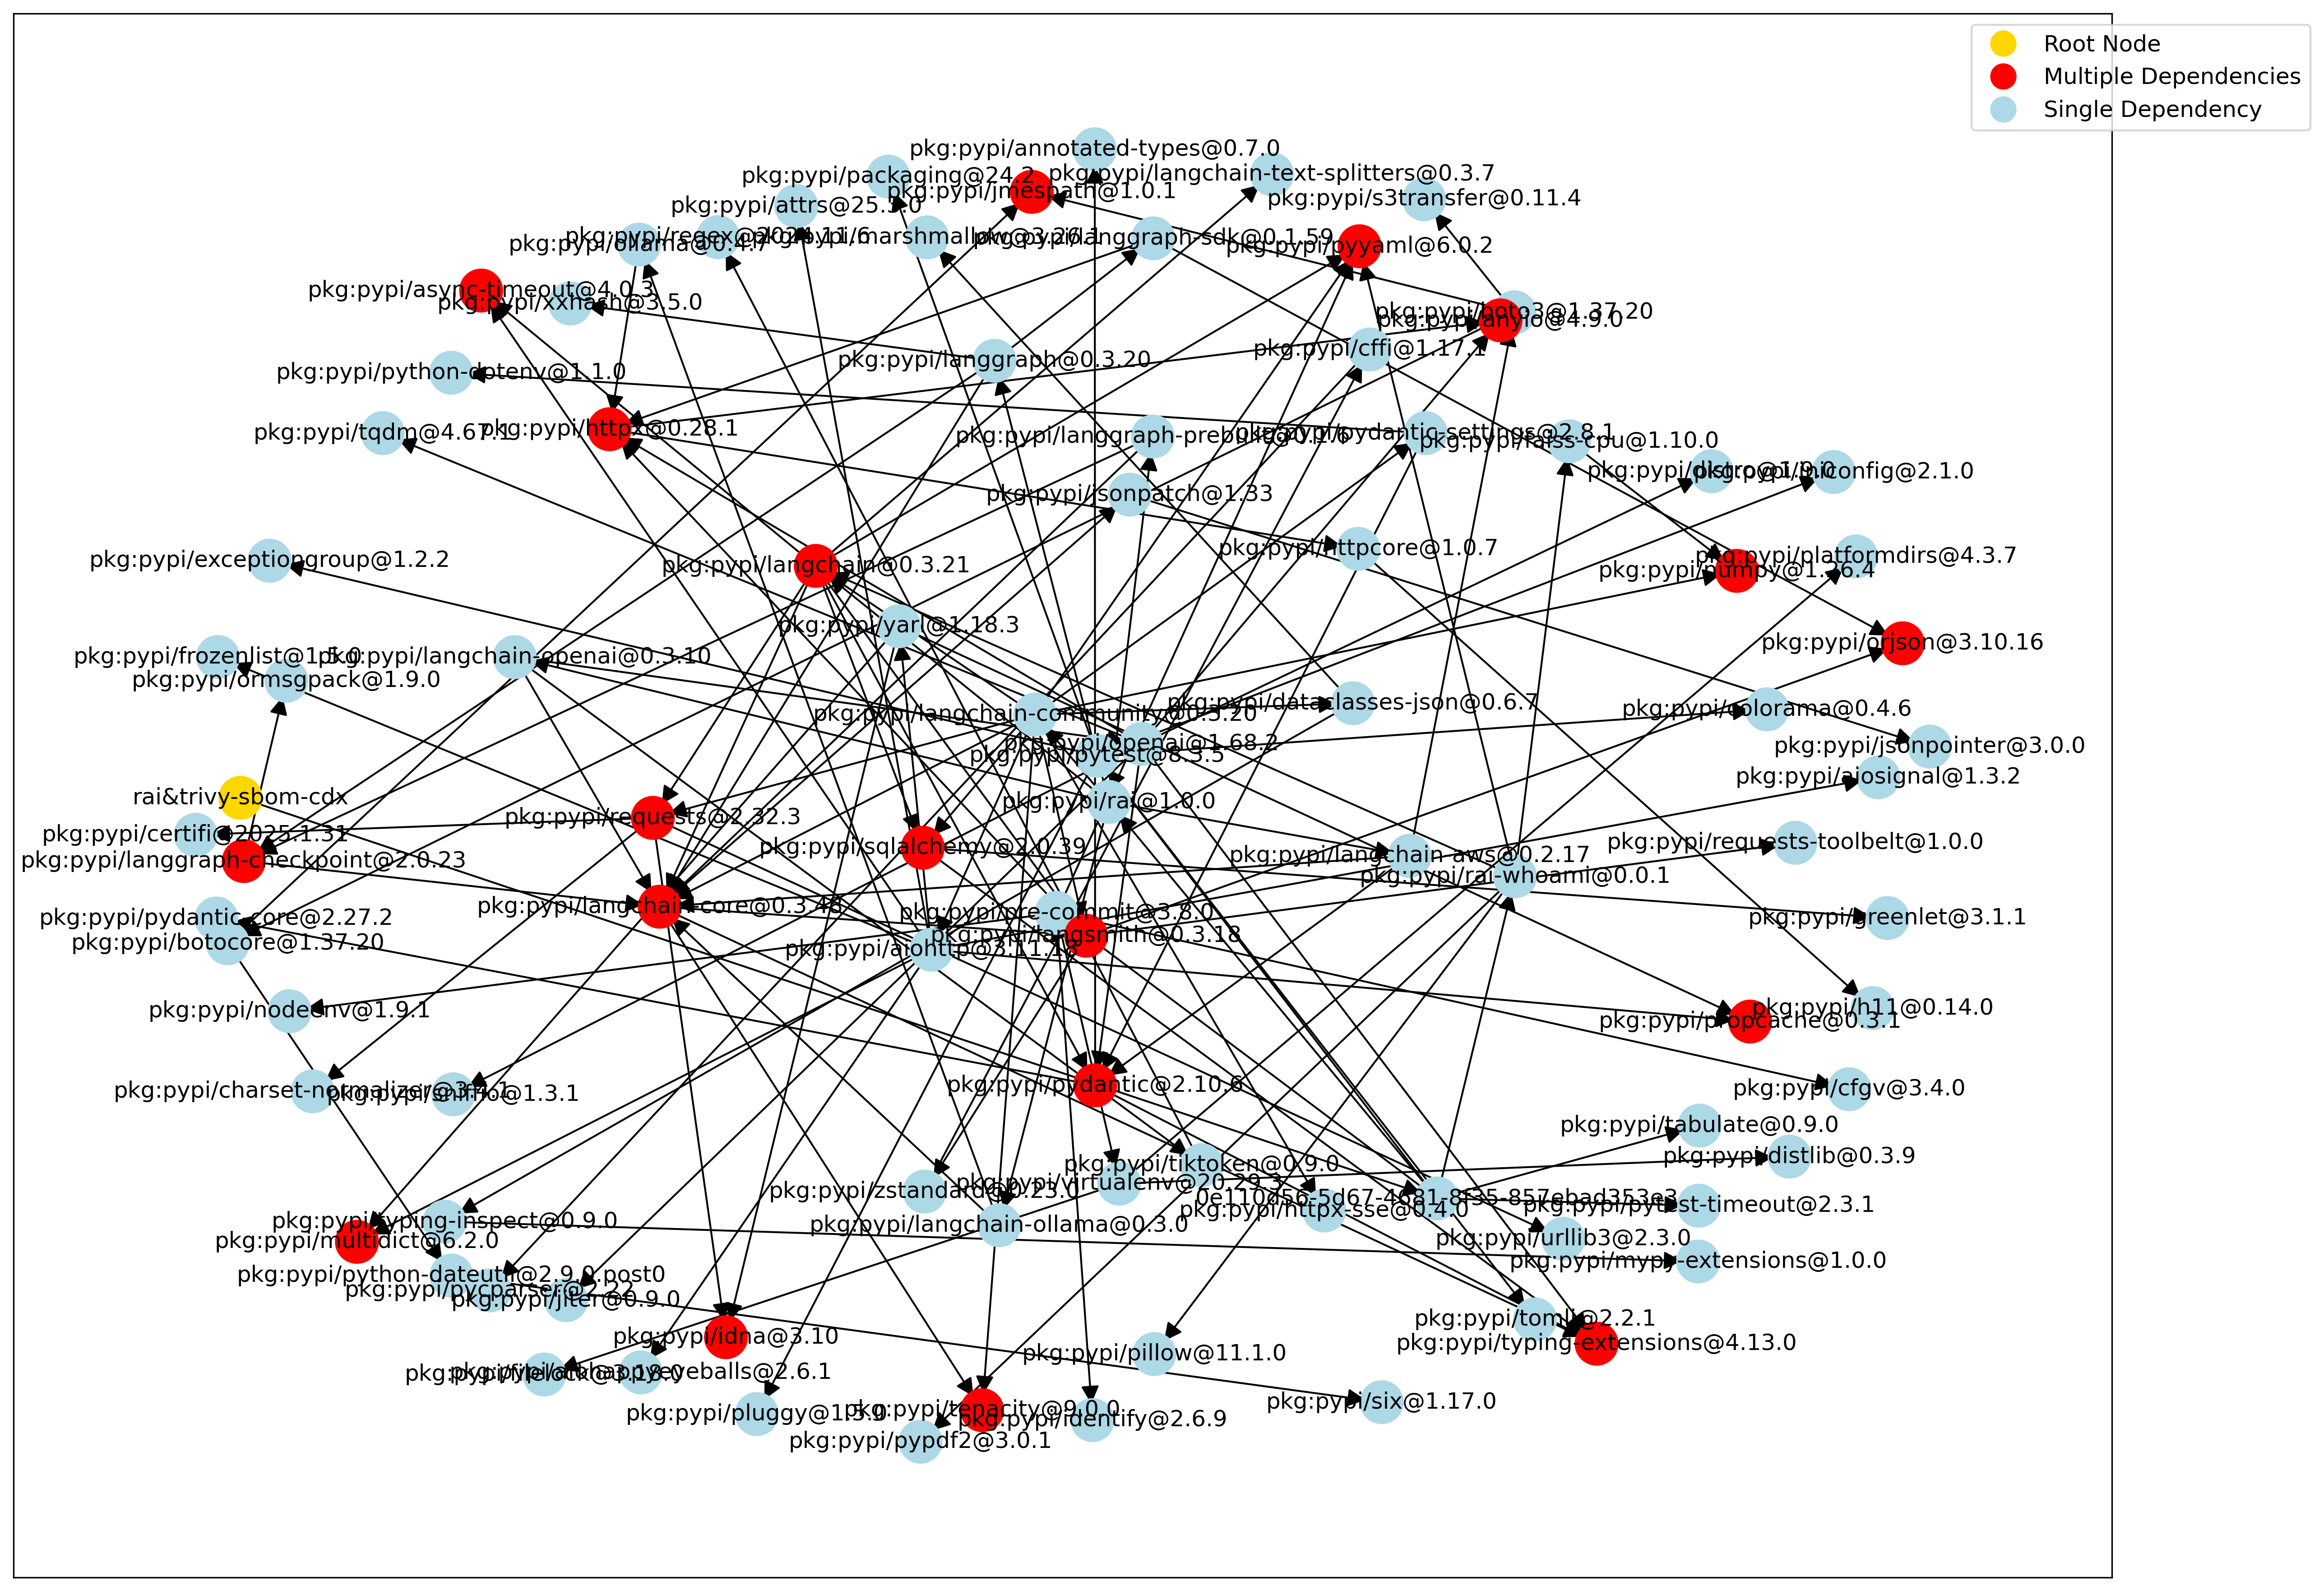 Root Node
Multiple Dependencies
Single Dependency
pkg:pypi/annotated-types@0.7.0
pkg:pypi/packaging@24.2
pkg:pypi/langchain-text-splitters@0.3.7
pkg:pypi/jmespath@1.0.1
pkg:pypi/s3transfer@0.11.4
pkg:pypi/regex@2024.11.6
pkg:pypi/marshmallow@3.26.1
pkg:pypi/langgraph-sdk@0.1.59
pkg:pypi/ollama@0.4.7
pkg:pypi/pyyaml@6.0.2
pkg:pypi/async-timeout@4.0.3
pkg:pypi/xxhash@3.5.0
pkg:pypi/boto3@1.37.20
pkg:pypi/anyio@4.9.0
pkg:pypi/cffi@1.17.1
pkg:pypi/langgraph@0.3.20
pkg:pypi/python-dotenv@1.1.0
pkg:pypi/tqdm@4.67.1
pkg:pypi/httpx@0.28.1
pkg:pypi/pydantic-settings@2.8.1
pkg:pypi/faiss-cpu@1.10.0
pkg:pypi/distro@1.9.0
pkg:pypi/iniconfig@2.1.0
pkg:pypi/jsonpatch@1.33
pkg:pypi/httpcore@1.0.7
pkg:pypi/exceptiongroup@1.2.2
pkg:pypi/langchain@0.3.21
pkg:pypi/platformdirs@4.3.7
pkg:pypi/numpy@1.26.4
pkg:pypi/yarl@1.18.3
pkg:pypi/orjson@3.10.16
pkg:pypi/frozenlist@1.5.0
pkg:pypi/langchain-openai@0.3.10
pkg:pypi/ormsgpack@1.9.0
pkg:pypi/dataclasses-json@0.6.7
pkg:pypi/colorama@0.4.6
pkg:pypi/langchain-community@0.3.20
pkg:pypi/openai@1.68.2
pkg:pypi/jsonpointer@3.0.0
pkg:pypi/pytest@8.3.5
pkg:pypi/aiosignal@1.3.2
rai&trivy-sbom-cdx
pkg:pypi/rai@1.0.0
pkg:pypi/requests@2.32.3
pkg:pypi/certifi@2025.1.31
pkg:pypi/requests-toolbelt@1.0.0
pkg:pypi/sqlalchemy@2.0.39
pkg:pypi/langchain-aws@0.2.17
pkg:pypi/langgraph-checkpoint@2.0.23
pkg:pypi/rai-whoami@0.0.1
pkg:pypi/langchain-core@0.3.48
pkg:pypi/pre-commit@3.8.0
pkg:pypi/pydantic-core@2.27.2
pkg:pypi/greenlet@3.1.1
pkg:pypi/langsmith@0.3.18
pkg:pypi/botocore@1.37.20
pkg:pypi/nodeenv@1.9.1
pkg:pypi/h11@0.14.0
pkg:pypi/propcache@0.3.1
pkg:pypi/pydantic@2.10.6
pkg:pypi/cfgv@3.4.0
pkg:pypi/charset-normalizer@3.4.1
pkg:pypi/sniffio@1.3.1
pkg:pypi/tabulate@0.9.0
pkg:pypi/distlib@0.3.9
pkg:pypi/tiktoken@0.9.0
pkg:pypi/virtualenv@20.29.3
pkg:pypi/zstandard@0.23.0
0e110d56-5d67-4681-8f35-857ebad353e3
pkg:pypi/pytest-timeout@2.3.1
pkg:pypi/httpx-sse@0.4.0
pkg:pypi/typing-inspect@0.9.0
pkg:pypi/langchain-ollama@0.3.0
pkg:pypi/multidict@6.2.0
pkg:pypi/urllib3@2.3.0
pkg:pypi/mypy-extensions@1.0.0
pkg:pypi/python-dateutil@2.9.0.post0
pkg:pypi/pycparser@2.22
pkg:pypi/jiter@0.9.0
pkg:pypi/tomli@2.2.1
pkg:pypi/idna@3.10
pkg:pypi/typing-extensions@4.13.0
pkg:pypi/pillow@11.1.0
pkg:pypi/filelock@3.18.0
pkg:pypi/six@1.17.0
pkg:pypi/pluggy@1.5.0
pkg:pypi/tenacity@9.0.0
pkg:pypi/identify@2.6.9
pkg:pypi/pypdf2@3.0.1